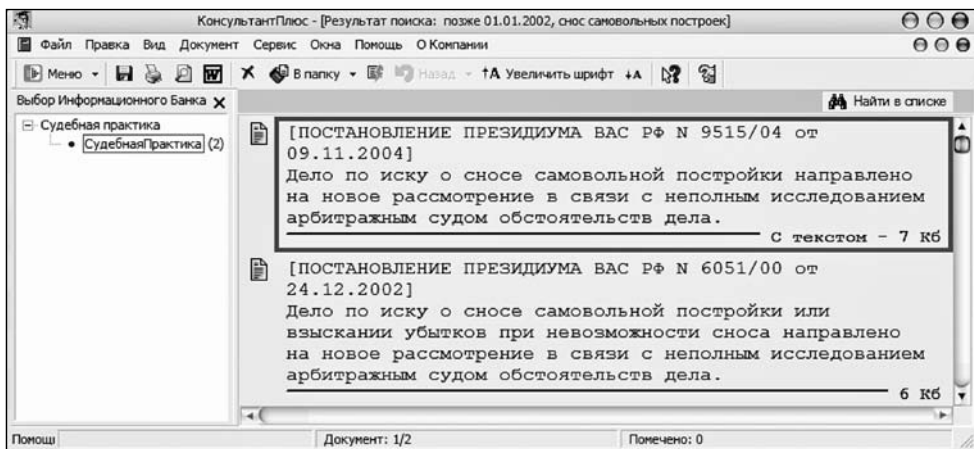 КонсультантПлюс - [Результат поиска: позже 01.01.2002, снос самовольных построек]
Файл Правка Вид Документ Сервис Окна Помощь О Компании
Меню В папку Назад Увеличить шрифт
Выбор Информационного Банка
Найти в списке
Судебная практика
СудебнаяПрактика (2)
[ПОСТАНОВЛЕНИЕ ПРЕЗИДИУМА ВАС РФ N 9515/04 от
09.11.2004]
Дело по иску о сносе самовольной постройки направлено
на новое рассмотрение в связи с неполным исследованием
арбитражным судом обстоятельств дела.
С текстом - 7 Кб
[ПОСТАНОВЛЕНИЕ ПРЕЗИДИУМА ВАС РФ N 6051/00 от
24.12.2002]
Дело по иску о сносе самовольной постройки или
взыскании убытков при невозможности сноса направлено
на новое рассмотрение в связи с неполным исследованием
арбитражным судом обстоятельств дела.
6 Кб
Помощь Документ: 1/2 Помечено: 0